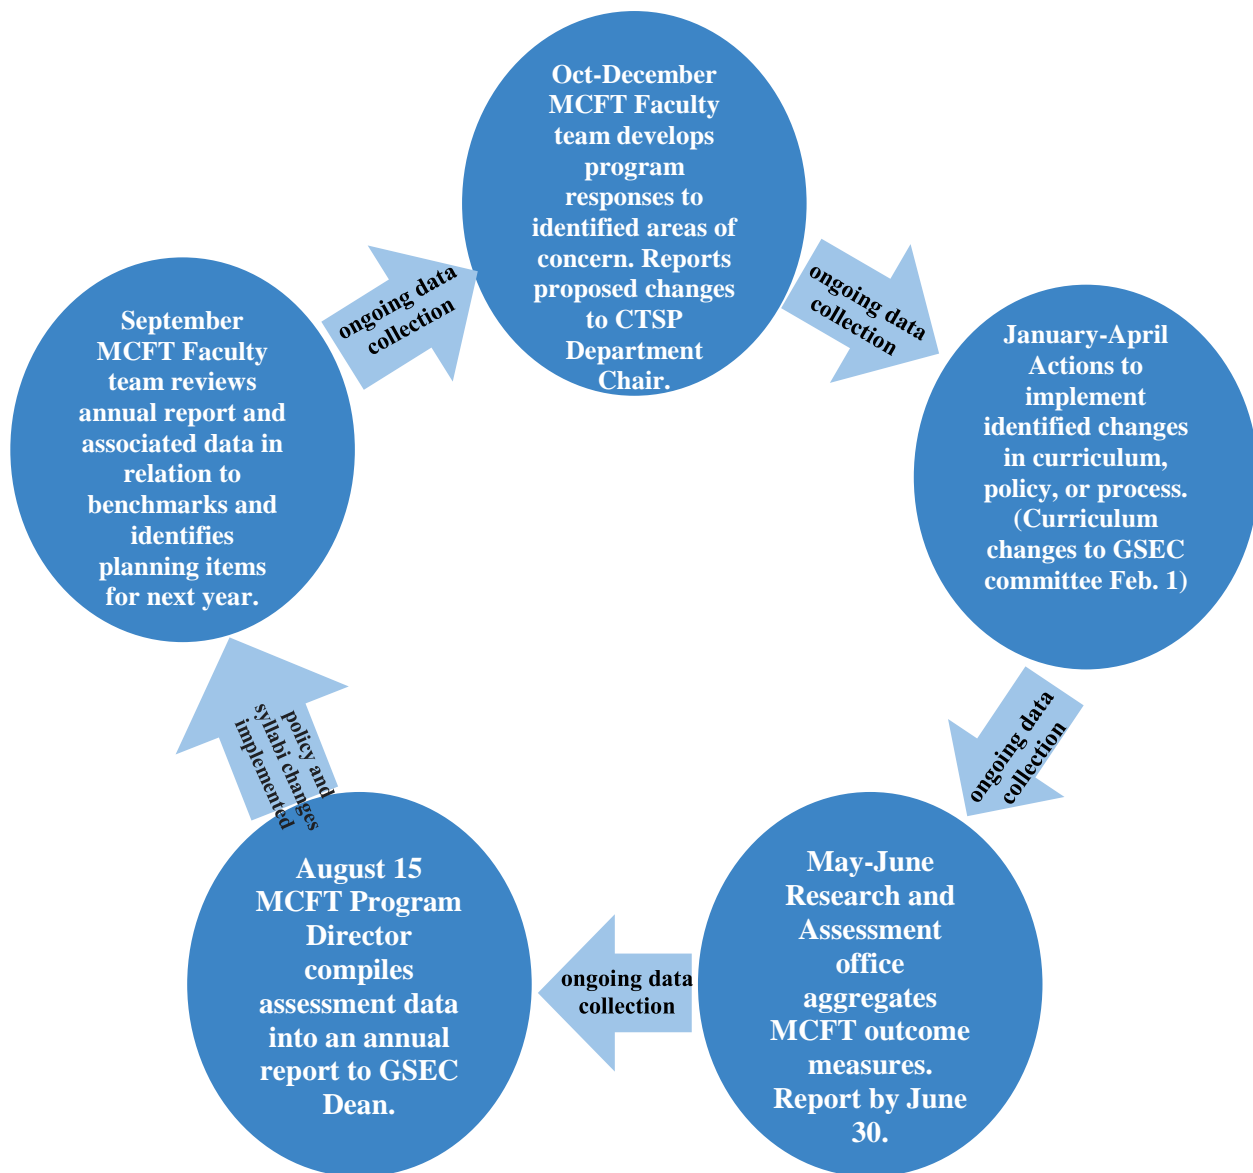 Oct-December
MCFT Faculty
team develops
program
responses to
identified areas of
concern. Reports
proposed changes
to CTSP
Department
Chair.
ongoing data
collection
January-April
Actions to
implement
identified changes
in curriculum,
policy, or process.
(Curriculum
changes to GSEC
committee Feb. 1)
ongoing data
collection
May-June
Research and
Assessment
office
aggregates
MCFT outcome
measures.
Report by June
30.
ongoing data
collection
August 15
MCFT Program
Director
compiles
assessment data
into an annual
report to GSEC
Dean.
policy and
syllabi changes
implemented
September
MCFT Faculty
team reviews
annual report and
associated data in
relation to
benchmarks and
identifies
planning items
for next year.
ongoing data
collection